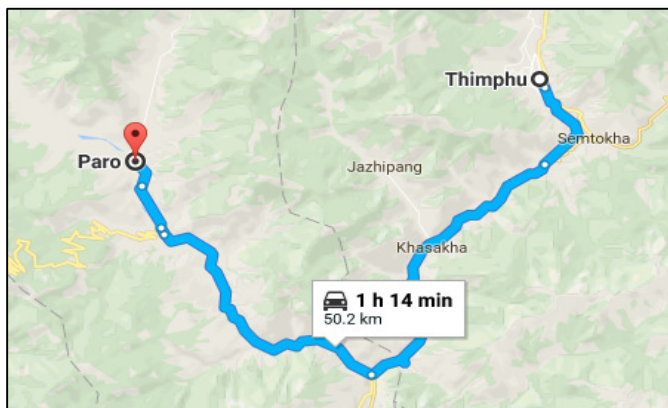 Thimphu
Semtokha
Paro
Jazhipang
Khasakha
1 h 14 min
50.2 km